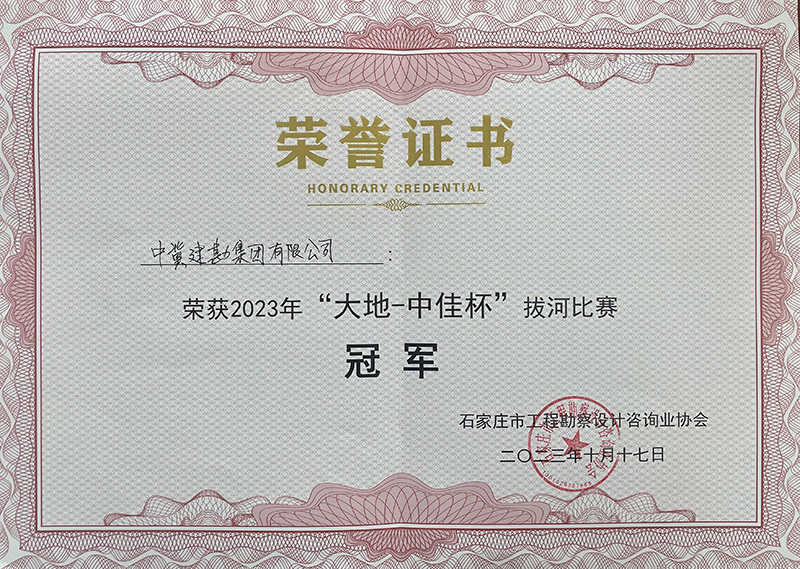 荣誉证书
HONORARY CREDENTIAL
中冀建勘集团有限公司：
荣获2023年“大地-中佳杯”拔河比赛
冠军
石家庄市工程勘察设计咨询业协会
二〇二三年十月十七日